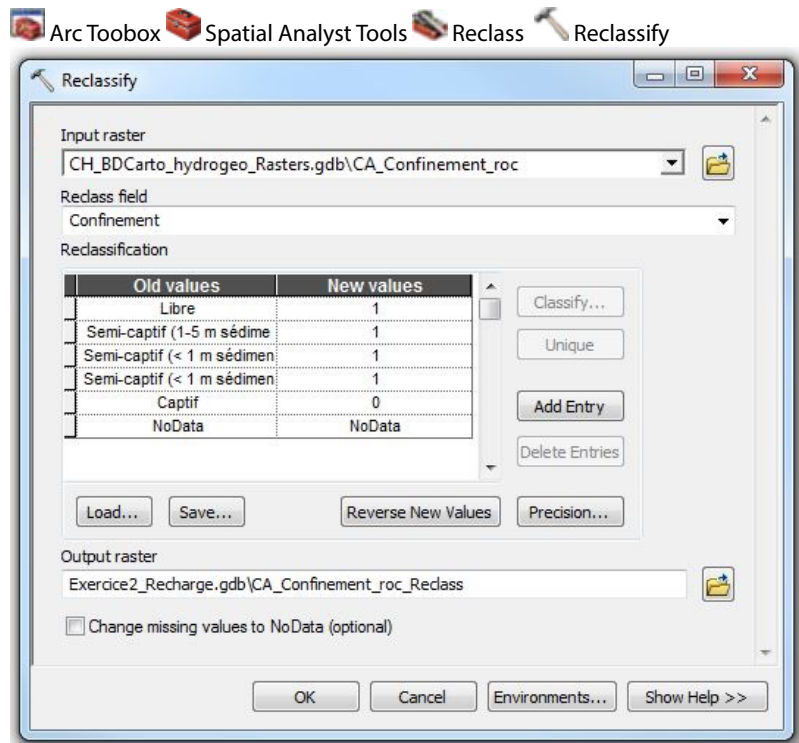 Arc Toobox Spatial Analyst Tools Reclass Reclassify
Reclassify
Input raster
CH_BDCarto_hydrogeo_Rasters.gdb\CA_Confinement_roc
Reclass field
Confinement
Reclassification
Old values New values
Libre 1
Semi-captif (1-5 m sédime 1
Semi-captif (< 1 m sédimen 1
Semi-captif (< 1 m sédimen 1
Captif 0
NoData NoData
Classify...
Unique
Add Entry
Delete Entries
Load... Save... Reverse New Values Precision...
Output raster
Exercice2_Recharge.gdb\CA_Confinement_roc_Reclass
Change missing values to NoData (optional)
OK Cancel Environments... Show Help >>